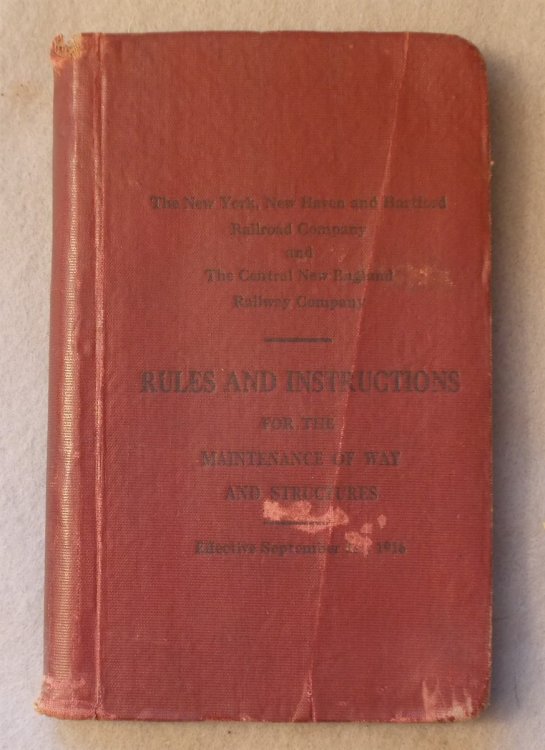 The New York, New Haven and Hartford
Railroad Company
and
The Central New England
Railway Company
RULES AND INSTRUCTIONS
FOR THE
MAINTENANCE OF WAY
AND STRUCTURES
Effective September 1916